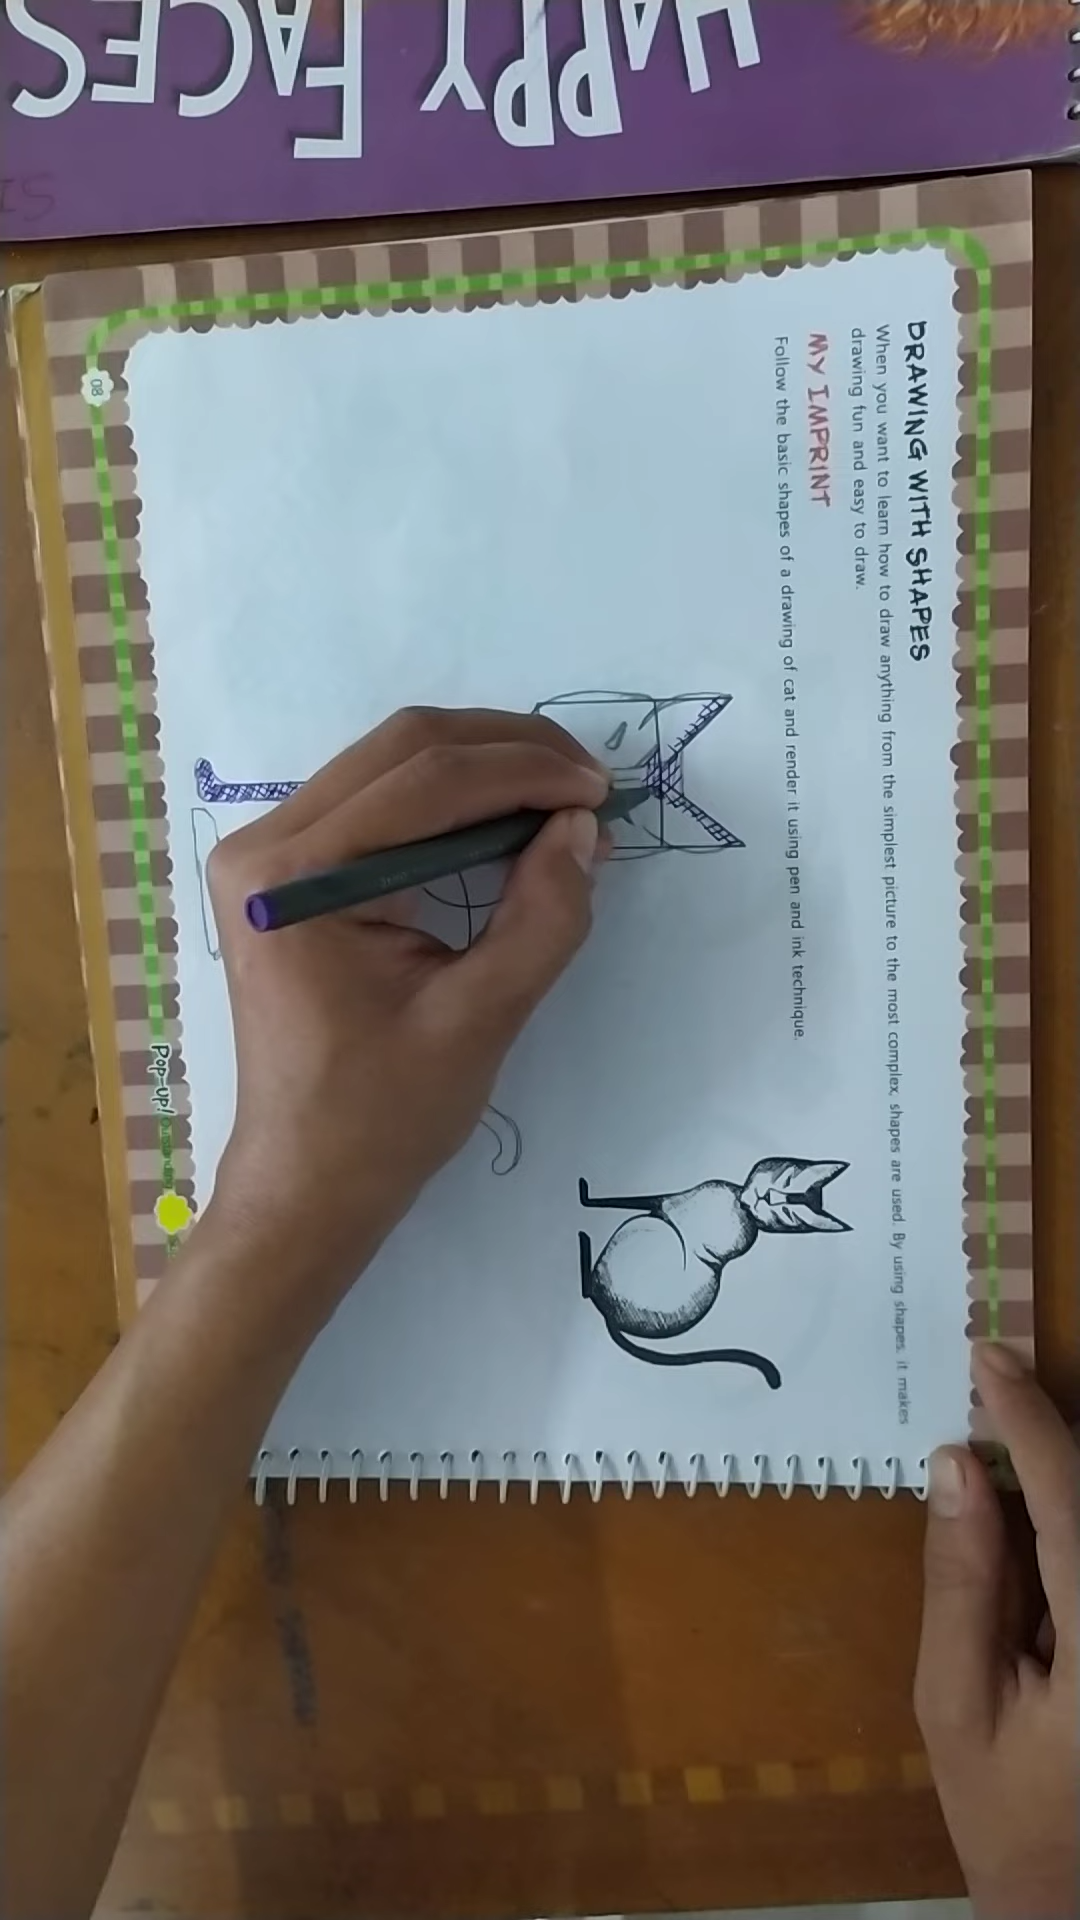 HAPPY FACES
DRAWING WITH SHAPES
When you want to learn how to draw anything from the simplest picture to the most complex, shapes are used. By using shapes, it makes
drawing fun and easy to draw.
MY IMPRINT
Follow the basic shapes of a drawing of cat and render it using pen and ink technique.
08
Pop-up! Outstanding